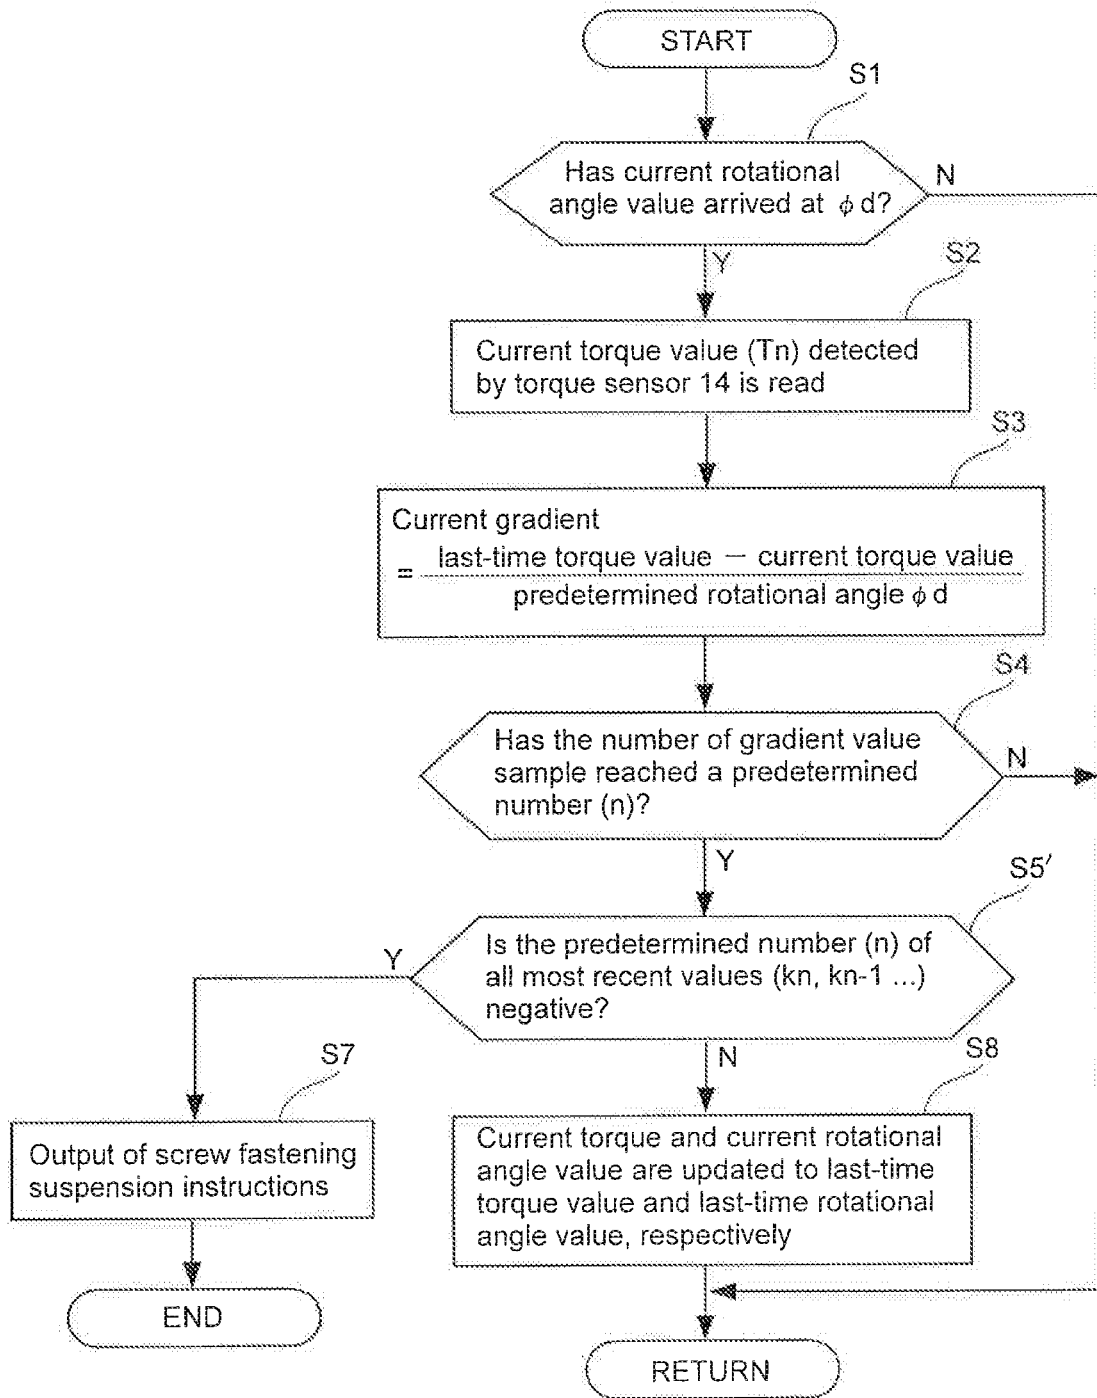 START
S1
Has current rotational
angle value arrived at ϕ d?
N
Y
S2
Current torque value (Tn) detected
by torque sensor 14 is read
S3
Current gradient
= last-time torque value — current torque value
predetermined rotational angle ϕ d
S4
Has the number of gradient value
sample reached a predetermined
number (n)?
N
Y
S5′
Is the predetermined number (n) of
all most recent values (kn, kn-1 ...)
negative?
Y
N
S7
Output of screw fastening
suspension instructions
END
S8
Current torque and current rotational
angle value are updated to last-time
torque value and last-time rotational
angle value, respectively
RETURN